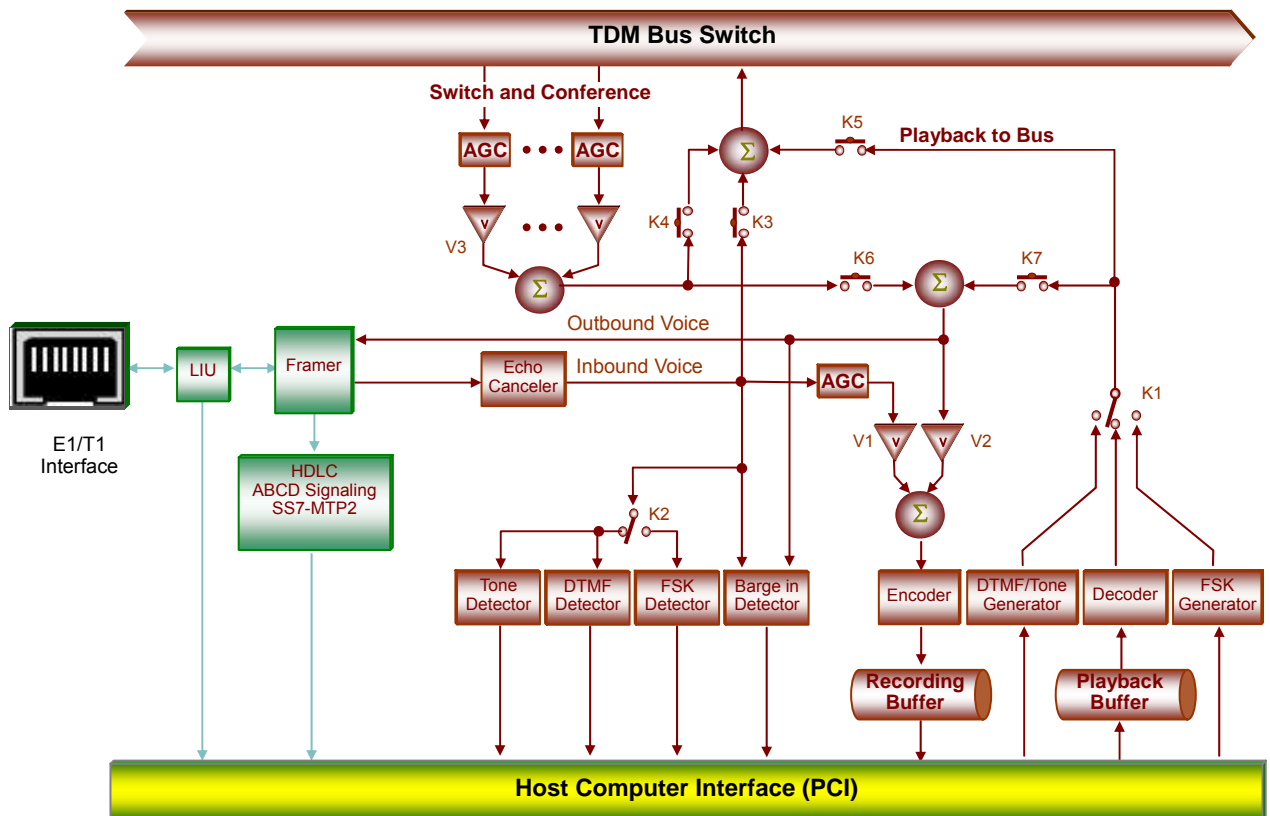 TDM Bus Switch
Switch and Conference
AGC
AGC
V
V
V3
Σ
Σ
K5
Playback to Bus
K4
K3
K6
Σ
K7
Outbound Voice
Inbound Voice
E1/T1
Interface
LIU
Framer
Echo
Canceler
AGC
V1
V
V
V2
K1
HDLC
ABCD Signaling
SS7-MTP2
K2
Σ
Tone
Detector
DTMF
Detector
FSK
Detector
Barge in
Detector
Encoder
DTMF/Tone
Generator
Decoder
FSK
Generator
Recording
Buffer
Playback
Buffer
Host Computer Interface (PCI)